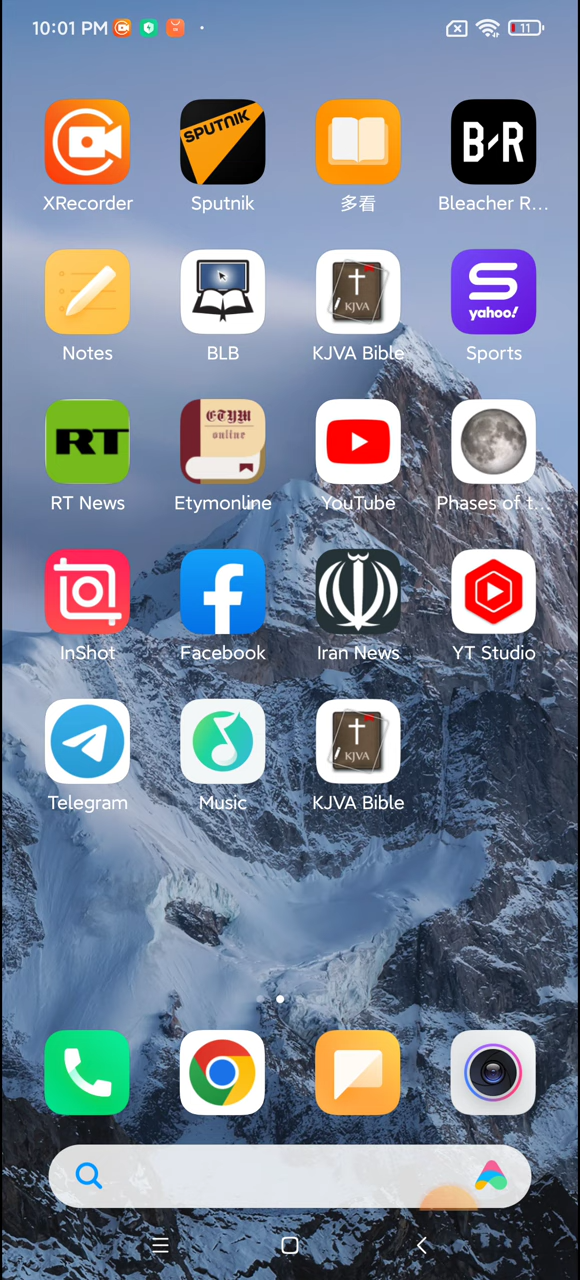 10:01 PM
11
SPUTNIK
B-R
XRecorder
Sputnik
多看
Bleacher R...
KJVA
yahoo!
Notes
BLB
KJVA Bible
Sports
RT
ETYM
online
RT News
Etymonline
YouTube
Phases of t...
InShot
Facebook
Iran News
YT Studio
KJVA
Telegram
Music
KJVA Bible